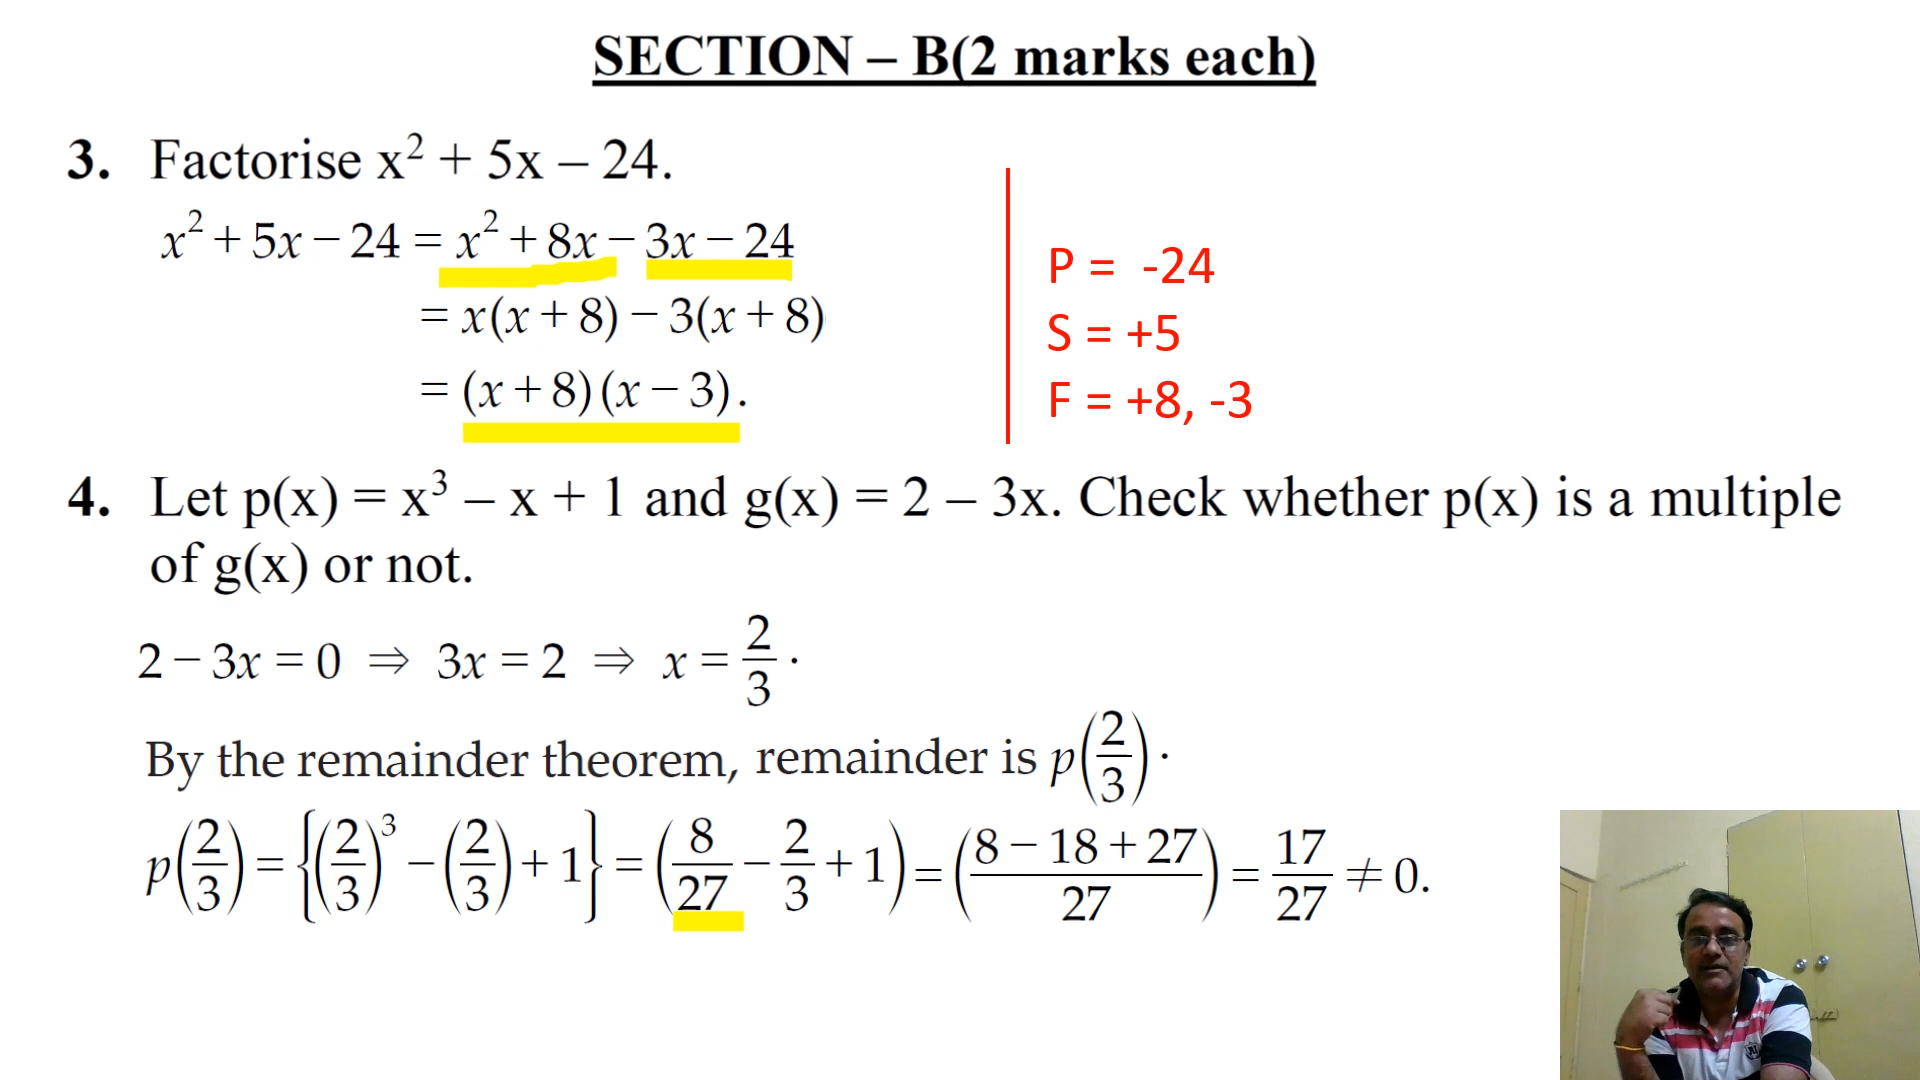 SECTION – B(2 marks each)
3. Factorise x² + 5x – 24.
x² + 5x − 24 = x² + 8x − 3x − 24
= x(x + 8) − 3(x + 8)
= (x + 8)(x − 3).
P = -24
S = +5
F = +8, -3
4. Let p(x) = x³ – x + 1 and g(x) = 2 – 3x. Check whether p(x) is a multiple
of g(x) or not.
2 − 3x = 0 ⇒ 3x = 2 ⇒ x = 2/3 .
By the remainder theorem, remainder is p(2/3) .
p(2/3) = {(2/3)³ − (2/3) + 1} = (8/27 − 2/3 + 1) = ((8 − 18 + 27)/27) = 17/27 ≠ 0.